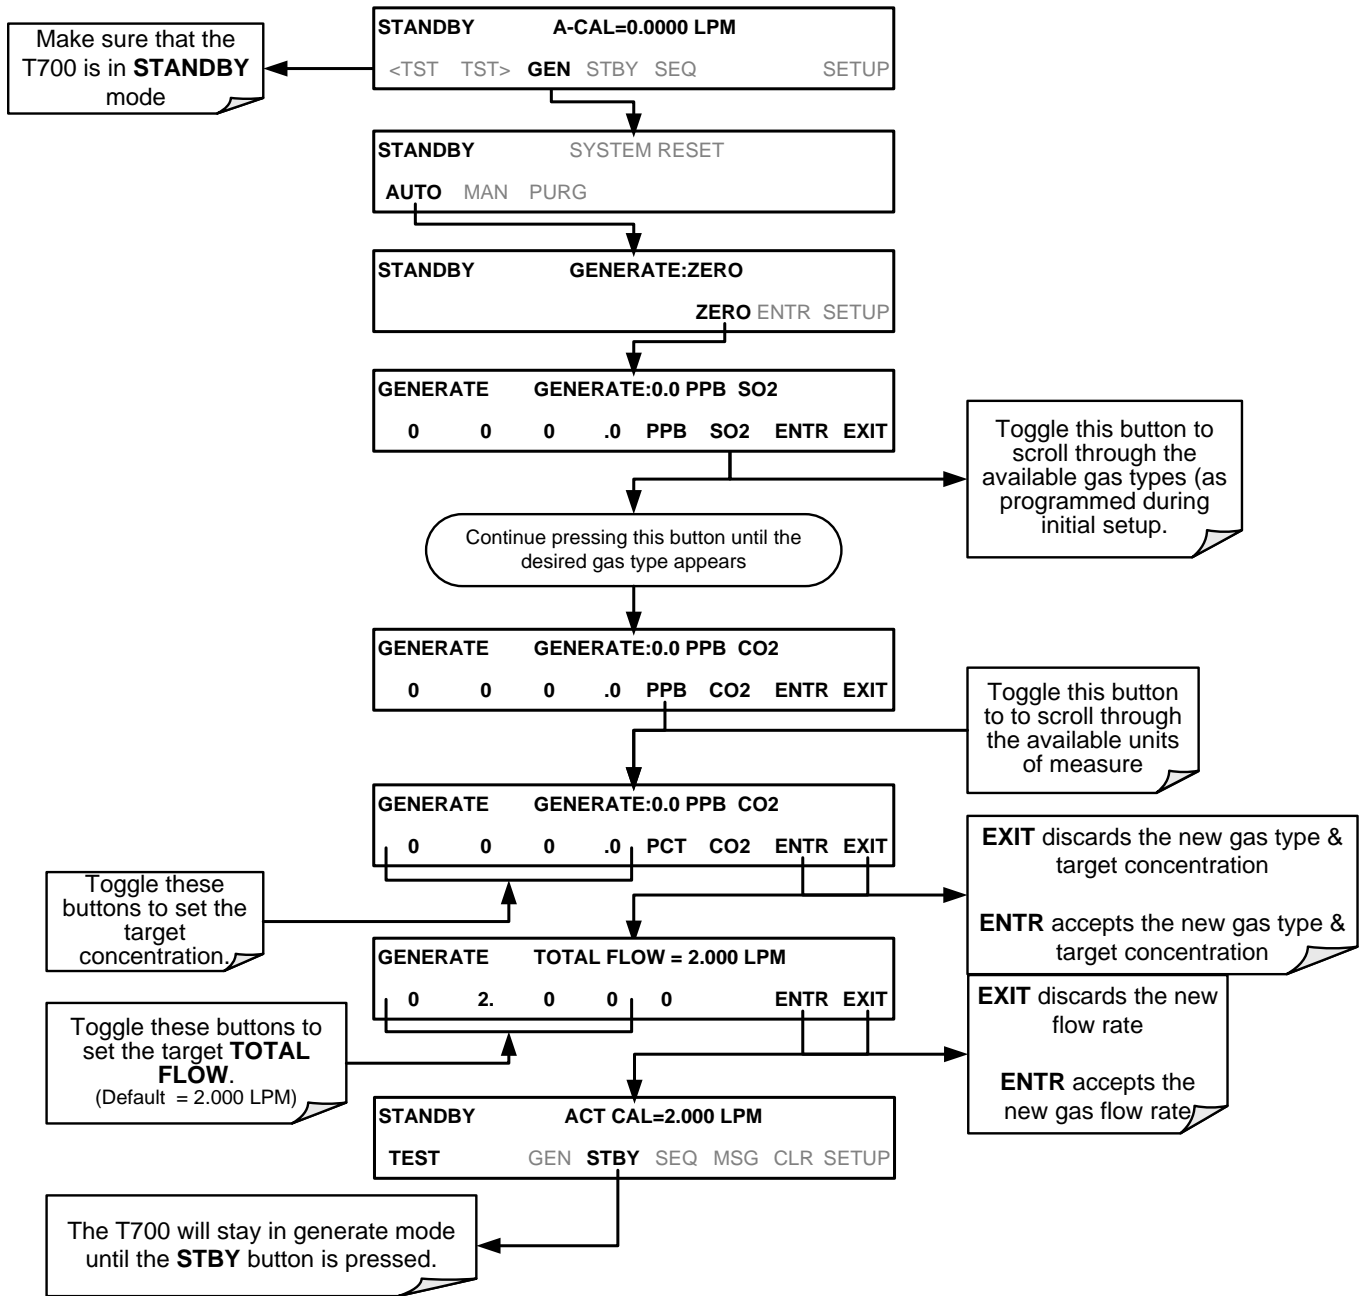 STANDBY A-CAL=0.0000 LPM
<TST TST> GEN STBY SEQ SETUP
Make sure that the
T700 is in STANDBY
mode
STANDBY SYSTEM RESET
AUTO MAN PURG
STANDBY GENERATE:ZERO
ZERO ENTR SETUP
GENERATE GENERATE:0.0 PPB SO2
0 0 0 .0 PPB SO2 ENTR EXIT
Toggle this button to
scroll through the
available gas types (as
programmed during
initial setup.
Continue pressing this button until the
desired gas type appears
GENERATE GENERATE:0.0 PPB CO2
0 0 0 .0 PPB CO2 ENTR EXIT
Toggle this button
to to scroll through
the available units
of measure
GENERATE GENERATE:0.0 PPB CO2
0 0 0 .0 PCT CO2 ENTR EXIT
Toggle these
buttons to set the
target
concentration.
EXIT discards the new gas type &
target concentration
ENTR accepts the new gas type &
target concentration
GENERATE TOTAL FLOW = 2.000 LPM
0 2. 0 0 0 ENTR EXIT
Toggle these buttons to
set the target TOTAL
FLOW.
(Default = 2.000 LPM)
EXIT discards the new
flow rate
ENTR accepts the
new gas flow rate
STANDBY ACT CAL=2.000 LPM
TEST GEN STBY SEQ MSG CLR SETUP
The T700 will stay in generate mode
until the STBY button is pressed.